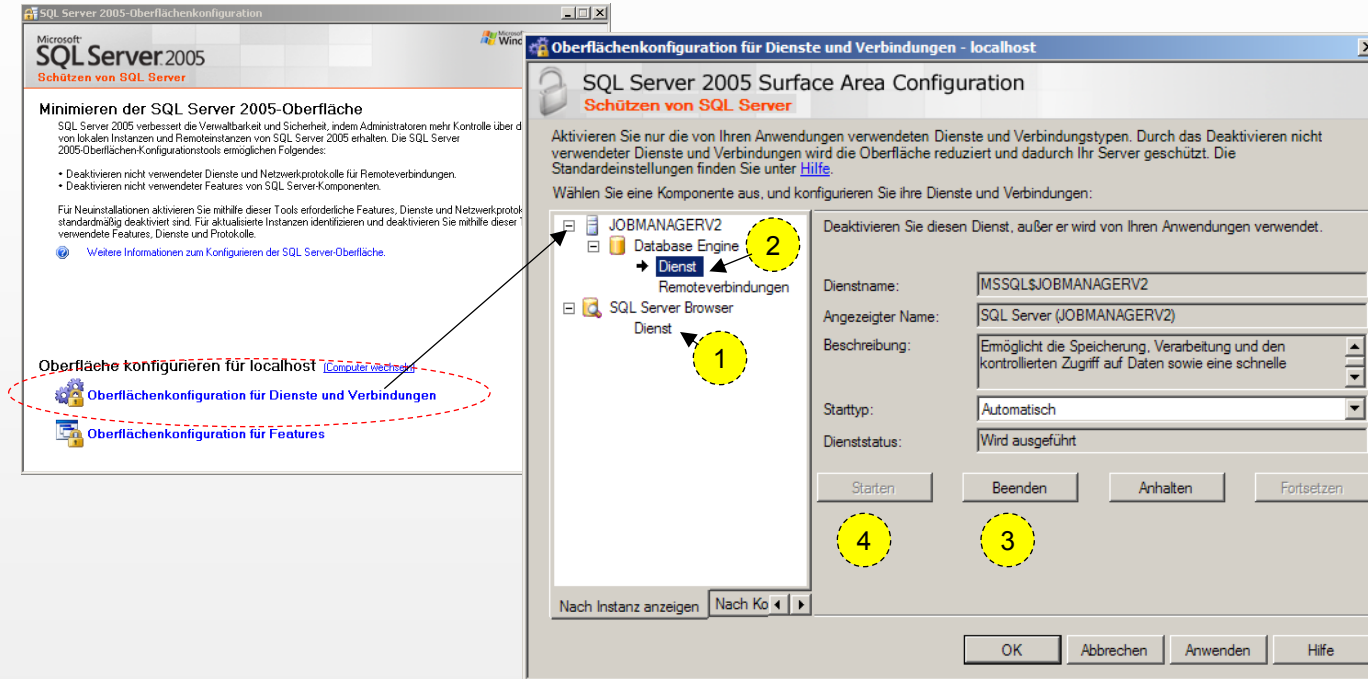 SQL Server 2005-Oberflächenkonfiguration
Microsoft
SQL Server 2005
Schützen von SQL Server
Microsoft
Wind
Minimieren der SQL Server 2005-Oberfläche
SQL Server 2005 verbessert die Verwaltbarkeit und Sicherheit, indem Administratoren mehr Kontrolle über d
von lokalen Instanzen und Remoteinstanzen von SQL Server 2005 erhalten. Die SQL Server
2005-Oberflächen-Konfigurationstools ermöglichen Folgendes:
• Deaktivieren nicht verwendeter Dienste und Netzwerkprotokolle für Remoteverbindungen.
• Deaktivieren nicht verwendeter Features von SQL Server-Komponenten.
Für Neuinstallationen aktivieren Sie mithilfe dieser Tools erforderliche Features, Dienste und Netzwerkprotok
standardmäßig deaktiviert sind. Für aktualisierte Instanzen identifizieren und deaktivieren Sie mithilfe dieser T
verwendete Features, Dienste und Protokolle.
Weitere Informationen zum Konfigurieren der SQL Server-Oberfläche.
Oberfläche konfigurieren für localhost (Computer wechseln)
Oberflächenkonfiguration für Dienste und Verbindungen
Oberflächenkonfiguration für Features
Oberflächenkonfiguration für Dienste und Verbindungen - localhost
SQL Server 2005 Surface Area Configuration
Schützen von SQL Server
Aktivieren Sie nur die von Ihren Anwendungen verwendeten Dienste und Verbindungstypen. Durch das Deaktivieren nicht
verwendeter Dienste und Verbindungen wird die Oberfläche reduziert und dadurch Ihr Server geschützt. Die
Standardeinstellungen finden Sie unter Hilfe.
Wählen Sie eine Komponente aus, und konfigurieren Sie ihre Dienste und Verbindungen:
JOBMANAGERV2
Database Engine
2
Dienst
Remoteverbindungen
SQL Server Browser
Dienst
1
Nach Instanz anzeigen
Nach Ko
Deaktivieren Sie diesen Dienst, außer er wird von Ihren Anwendungen verwendet.
Dienstname: MSSQL$JOBMANAGERV2
Angezeigter Name: SQL Server (JOBMANAGERV2)
Beschreibung: Ermöglicht die Speicherung, Verarbeitung und den
kontrollierten Zugriff auf Daten sowie eine schnelle
Starttyp: Automatisch
Dienststatus: Wird ausgeführt
Starten Beenden Anhalten Fortsetzen
4 3
OK Abbrechen Anwenden Hilfe